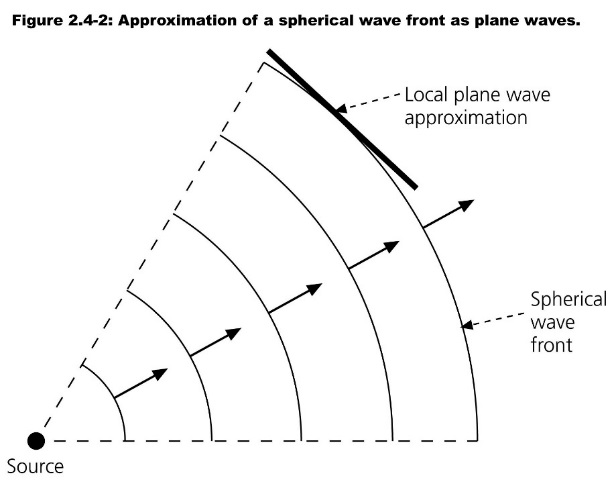 Figure 2.4-2: Approximation of a spherical wave front as plane waves.
Local plane wave
approximation
Spherical
wave
front
Source